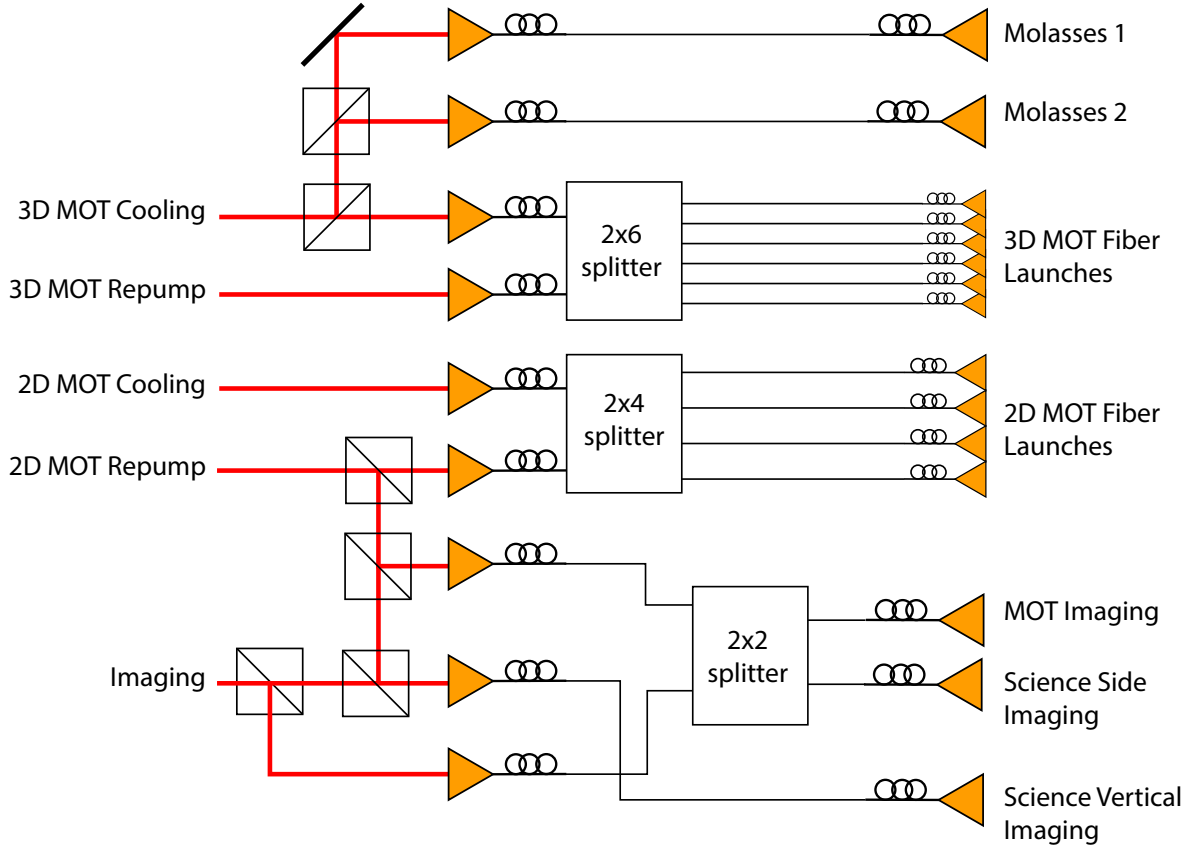 Molasses 1
Molasses 2
3D MOT Cooling
2x6
splitter
3D MOT Fiber
Launches
3D MOT Repump
2D MOT Cooling
2x4
splitter
2D MOT Fiber
Launches
2D MOT Repump
MOT Imaging
2x2
splitter
Imaging
Science Side
Imaging
Science Vertical
Imaging